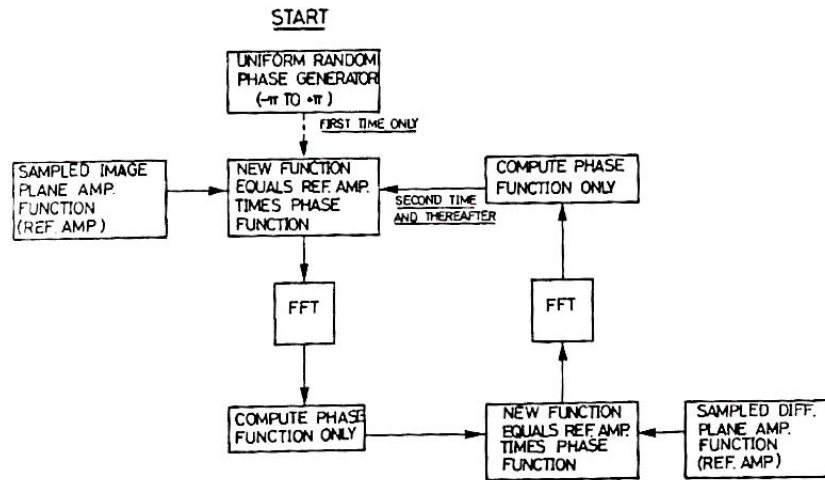 START
UNIFORM RANDOM
PHASE GENERATOR
(-π TO +π)
FIRST TIME ONLY
SAMPLED IMAGE
PLANE AMP.
FUNCTION
(REF. AMP)
NEW FUNCTION
EQUALS REF. AMP.
TIMES PHASE
FUNCTION
SECOND TIME
AND THEREAFTER
COMPUTE PHASE
FUNCTION ONLY
FFT
FFT
COMPUTE PHASE
FUNCTION ONLY
NEW FUNCTION
EQUALS REF. AMP.
TIMES PHASE
FUNCTION
SAMPLED DIFF.
PLANE AMP.
FUNCTION
(REF. AMP)